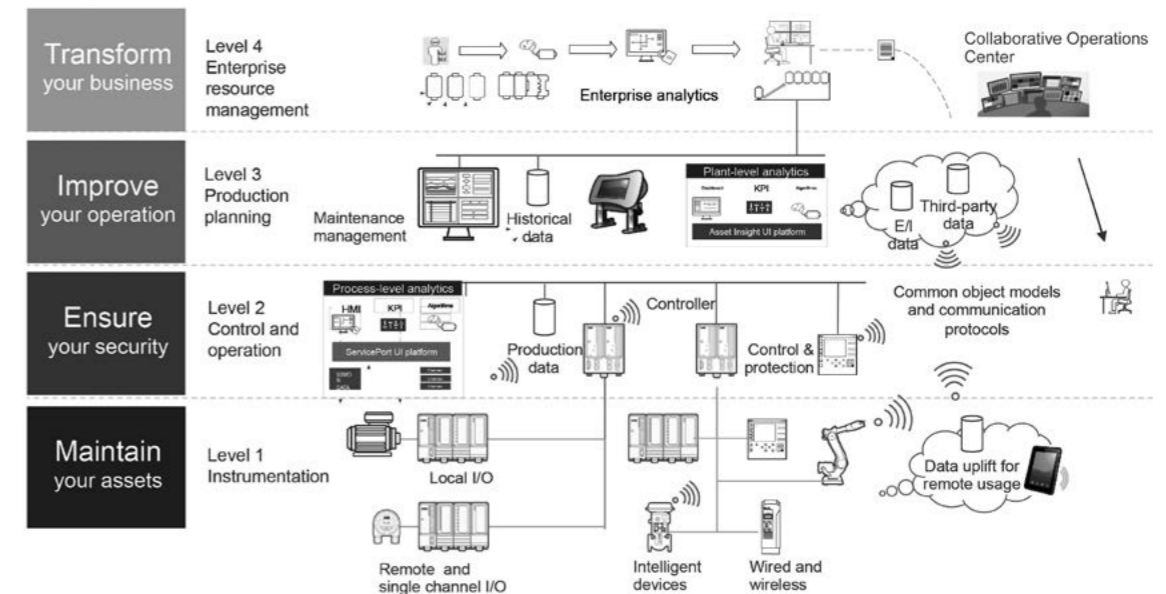 Transform
your business
Level 4
Enterprise
resource
management
Enterprise analytics
Collaborative Operations
Center
Improve
your operation
Level 3
Production
planning
Maintenance
management
Historical
data
Plant-level analytics
Dashboard
KPI
Algorithms
Asset Insight UI platform
E/I
data
Third-party
data
Ensure
your security
Level 2
Control and
operation
Process-level analytics
HMI
KPI
Algorithms
ServicePort UI platform
Production
data
Controller
Control &
protection
Common object models
and communication
protocols
Maintain
your assets
Level 1
Instrumentation
Local I/O
Remote and
single channel I/O
Intelligent
devices
Wired and
wireless
Data uplift for
remote usage